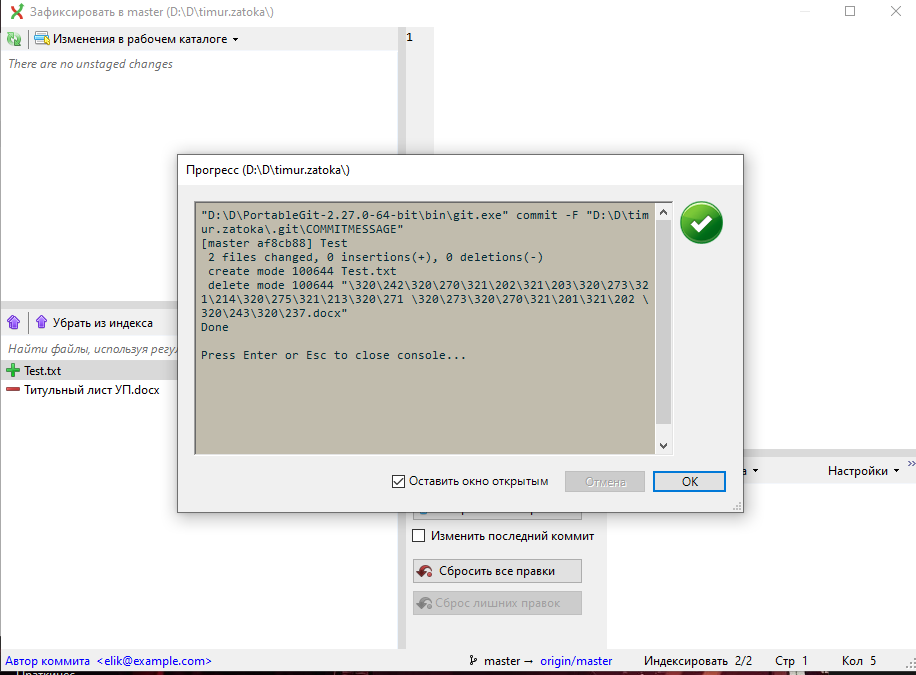 Зафиксировать в master (D:\D\timur.zatoka\)
Изменения в рабочем каталоге
1
There are no unstaged changes
Прогресс (D:\D\timur.zatoka\)
"D:\D\PortableGit-2.27.0-64-bit\bin\git.exe" commit -F "D:\D\tim
ur.zatoka\.git\COMMITMESSAGE"
[master af8cb88] Test
2 files changed, 0 insertions(+), 0 deletions(-)
create mode 100644 Test.txt
delete mode 100644 "\320\242\320\270\321\202\321\203\320\273\32
1\214\320\275\321\213\320\271 \320\273\320\270\321\201\321\202 \
320\243\320\237.docx"
Done
Press Enter or Esc to close console...
Оставить окно открытым
Отмена
OK
Убрать из индекса
Найти файлы, используя регул
Test.txt
Титульный лист УП.docx
Настройки
Изменить последний коммит
Сбросить все правки
Сброс лишних правок
Автор коммита <elik@example.com>
master → origin/master
Индексировать 2/2
Стр 1
Кол 5